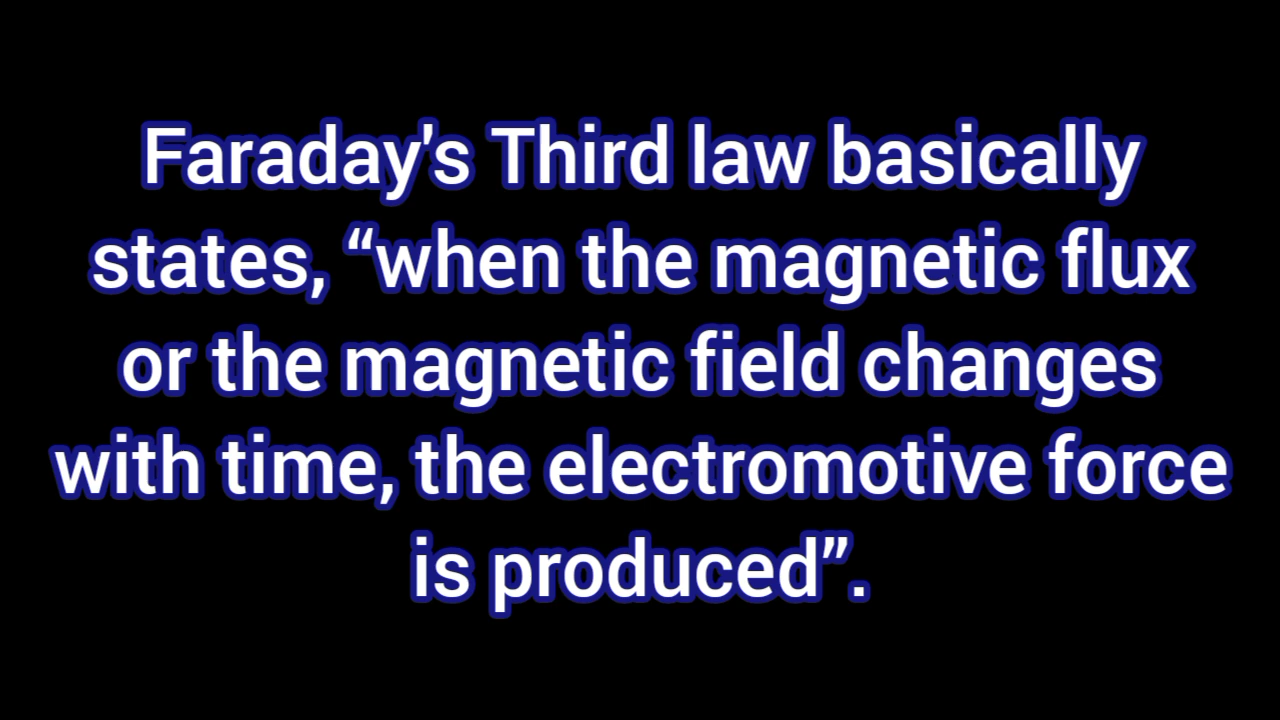 Faraday's Third law basically
states, “when the magnetic flux
or the magnetic field changes
with time, the electromotive force
is produced”.